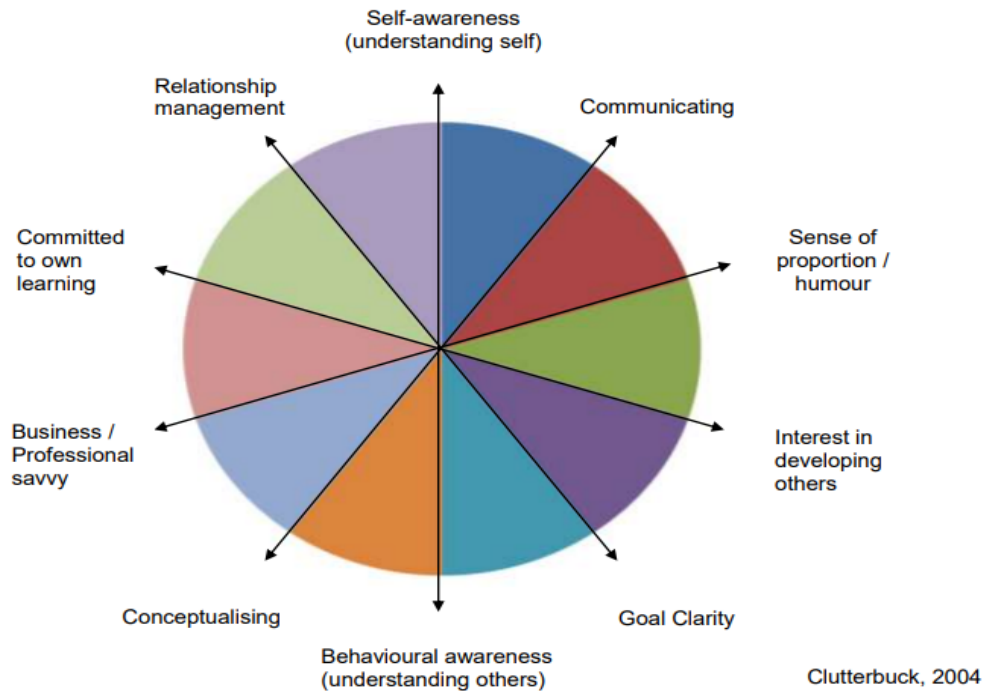 Self-awareness
(understanding self)
Relationship
management
Communicating
Committed
to own
learning
Sense of
proportion /
humour
Business /
Professional
savvy
Interest in
developing
others
Conceptualising
Goal Clarity
Behavioural awareness
(understanding others)
Clutterbuck, 2004